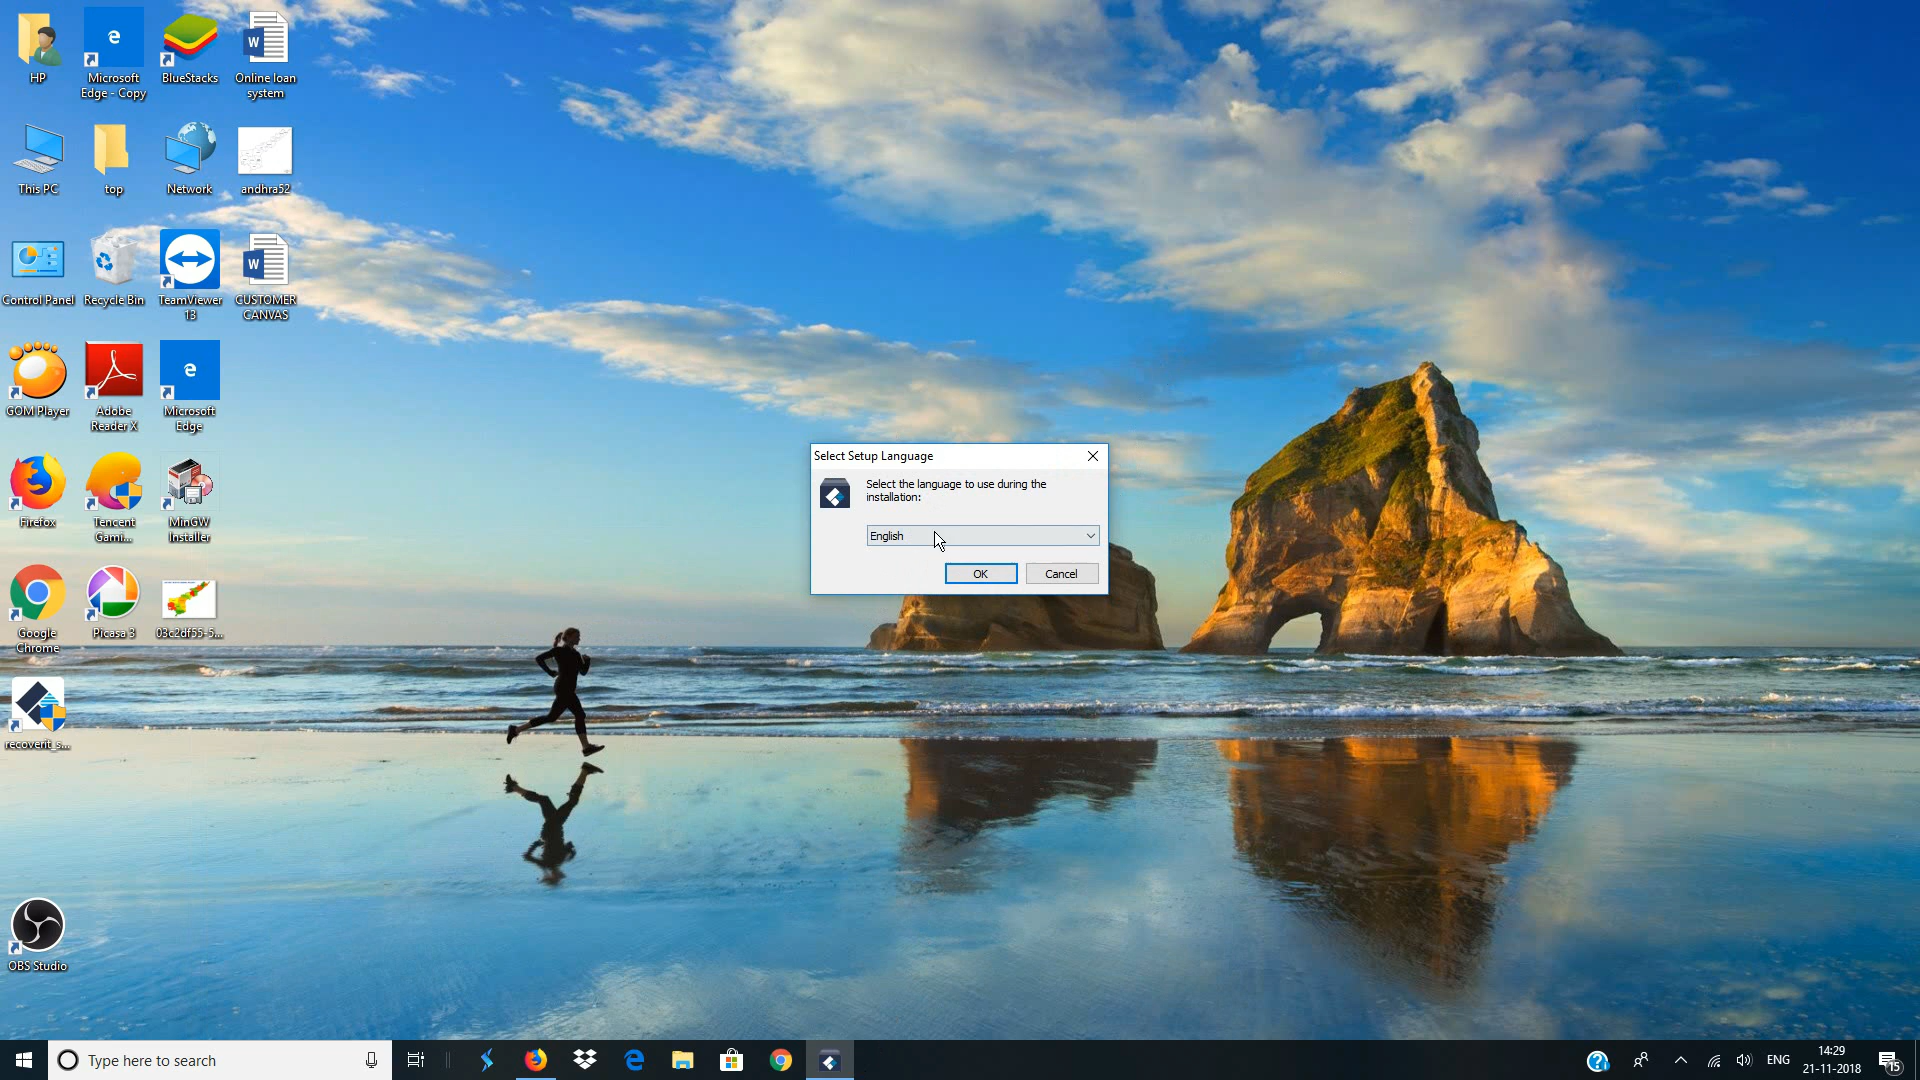 HP
Microsoft
Edge - Copy
BlueStacks
Online loan
system
This PC
top
Network
andhra52
Control Panel
Recycle Bin
TeamViewer
13
CUSTOMER
CANVAS
GOM Player
Adobe
Reader X
Microsoft
Edge
Firefox
Tencent
Gami...
MinGW
Installer
Google
Chrome
Picasa 3
03c2df55-5...
recoverit_s...
OBS Studio
Select Setup Language
Select the language to use during the
installation:
English
OK
Cancel
Type here to search
ENG
14:29
21-11-2018
15